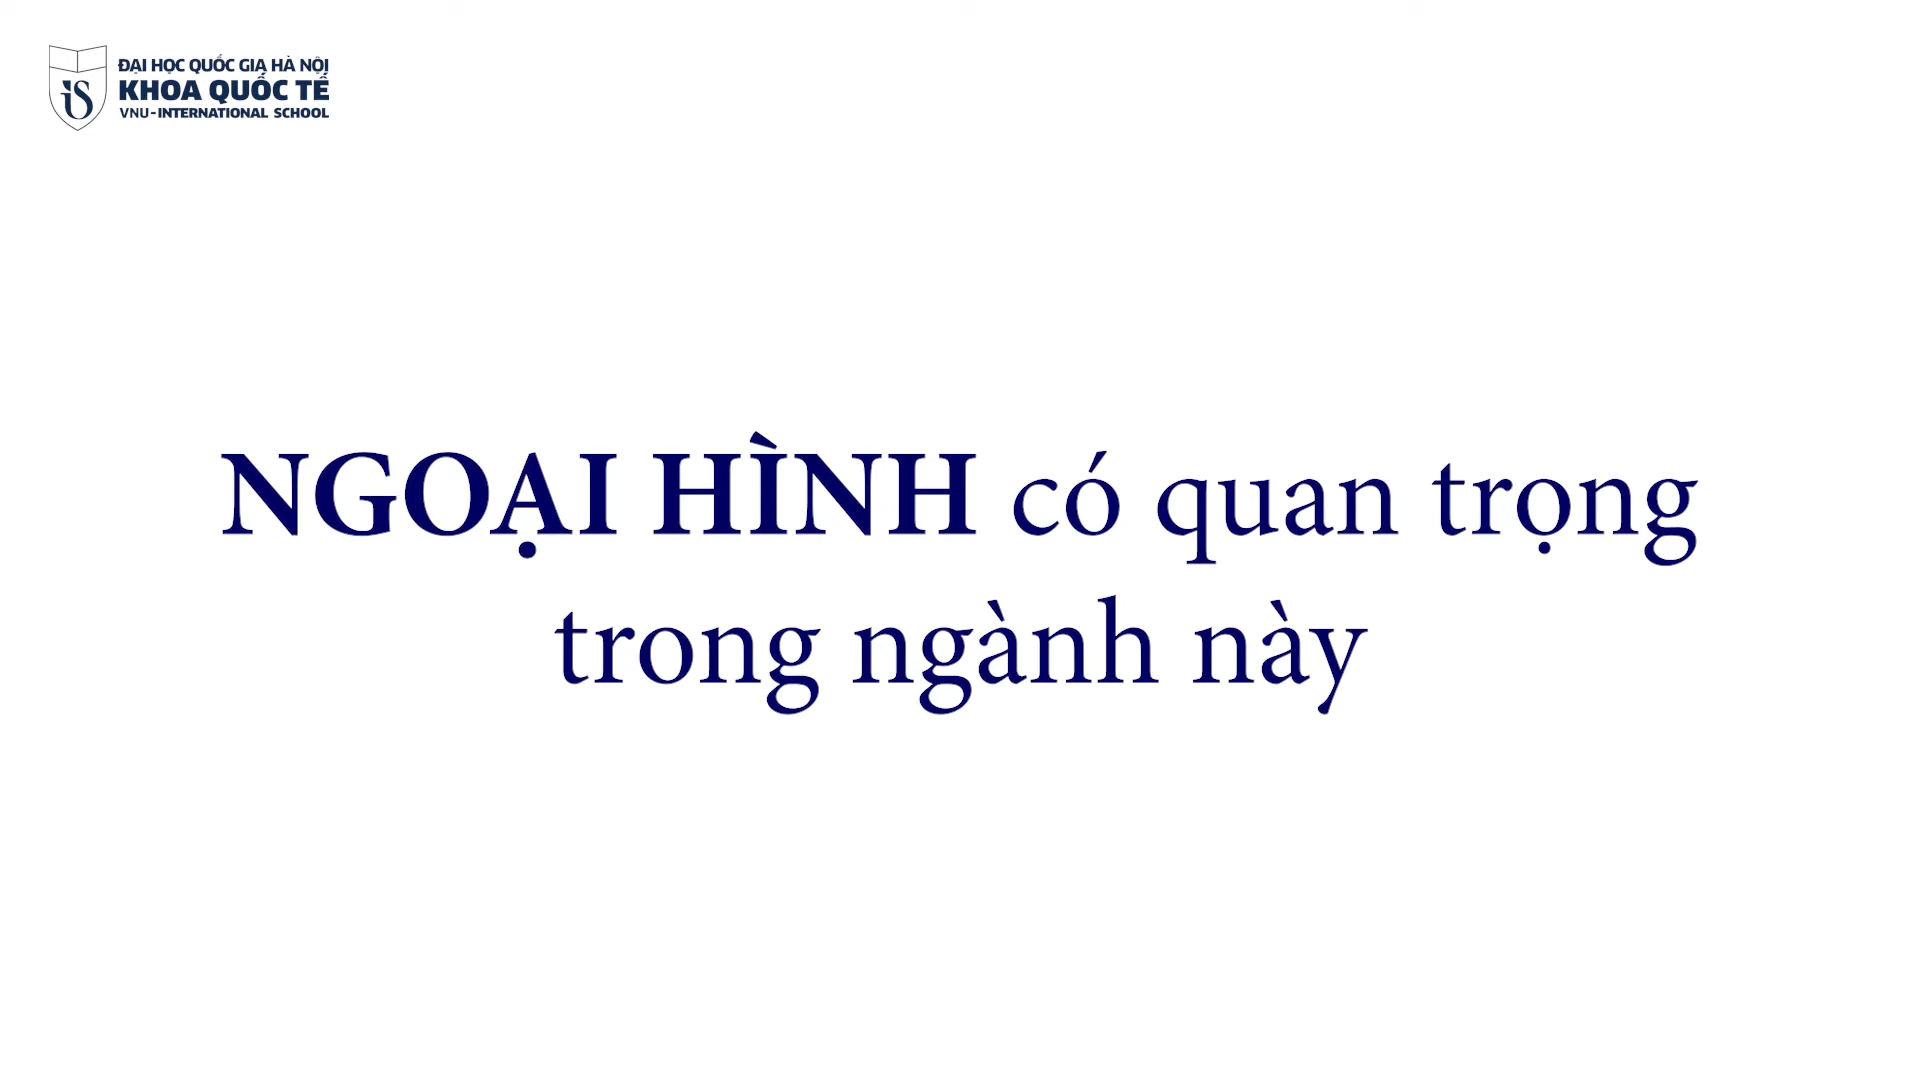 ĐẠI HỌC QUỐC GIA HÀ NỘI
KHOA QUỐC TẾ
VNU-INTERNATIONAL SCHOOL
iS
NGOẠI HÌNH có quan trọng
trong ngành này